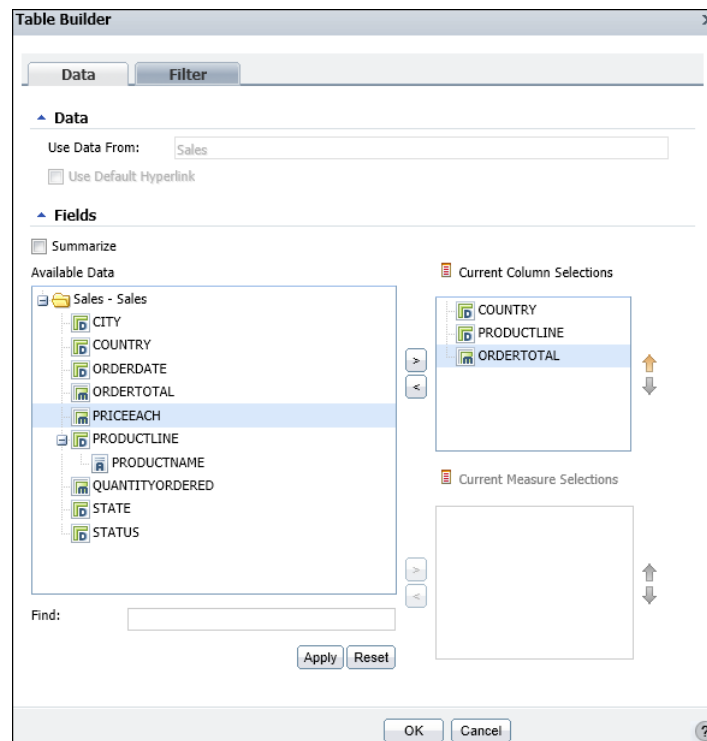 Table Builder
Data
Filter
Data
Use Data From:
Sales
Use Default Hyperlink
Fields
Summarize
Available Data
Current Column Selections
Sales - Sales
CITY
COUNTRY
ORDERDATE
ORDERTOTAL
PRICEEACH
PRODUCTLINE
PRODUCTNAME
QUANTITYORDERED
STATE
STATUS
>
<
COUNTRY
PRODUCTLINE
ORDERTOTAL
Current Measure Selections
>
<
Find:
Apply
Reset
OK
Cancel
?